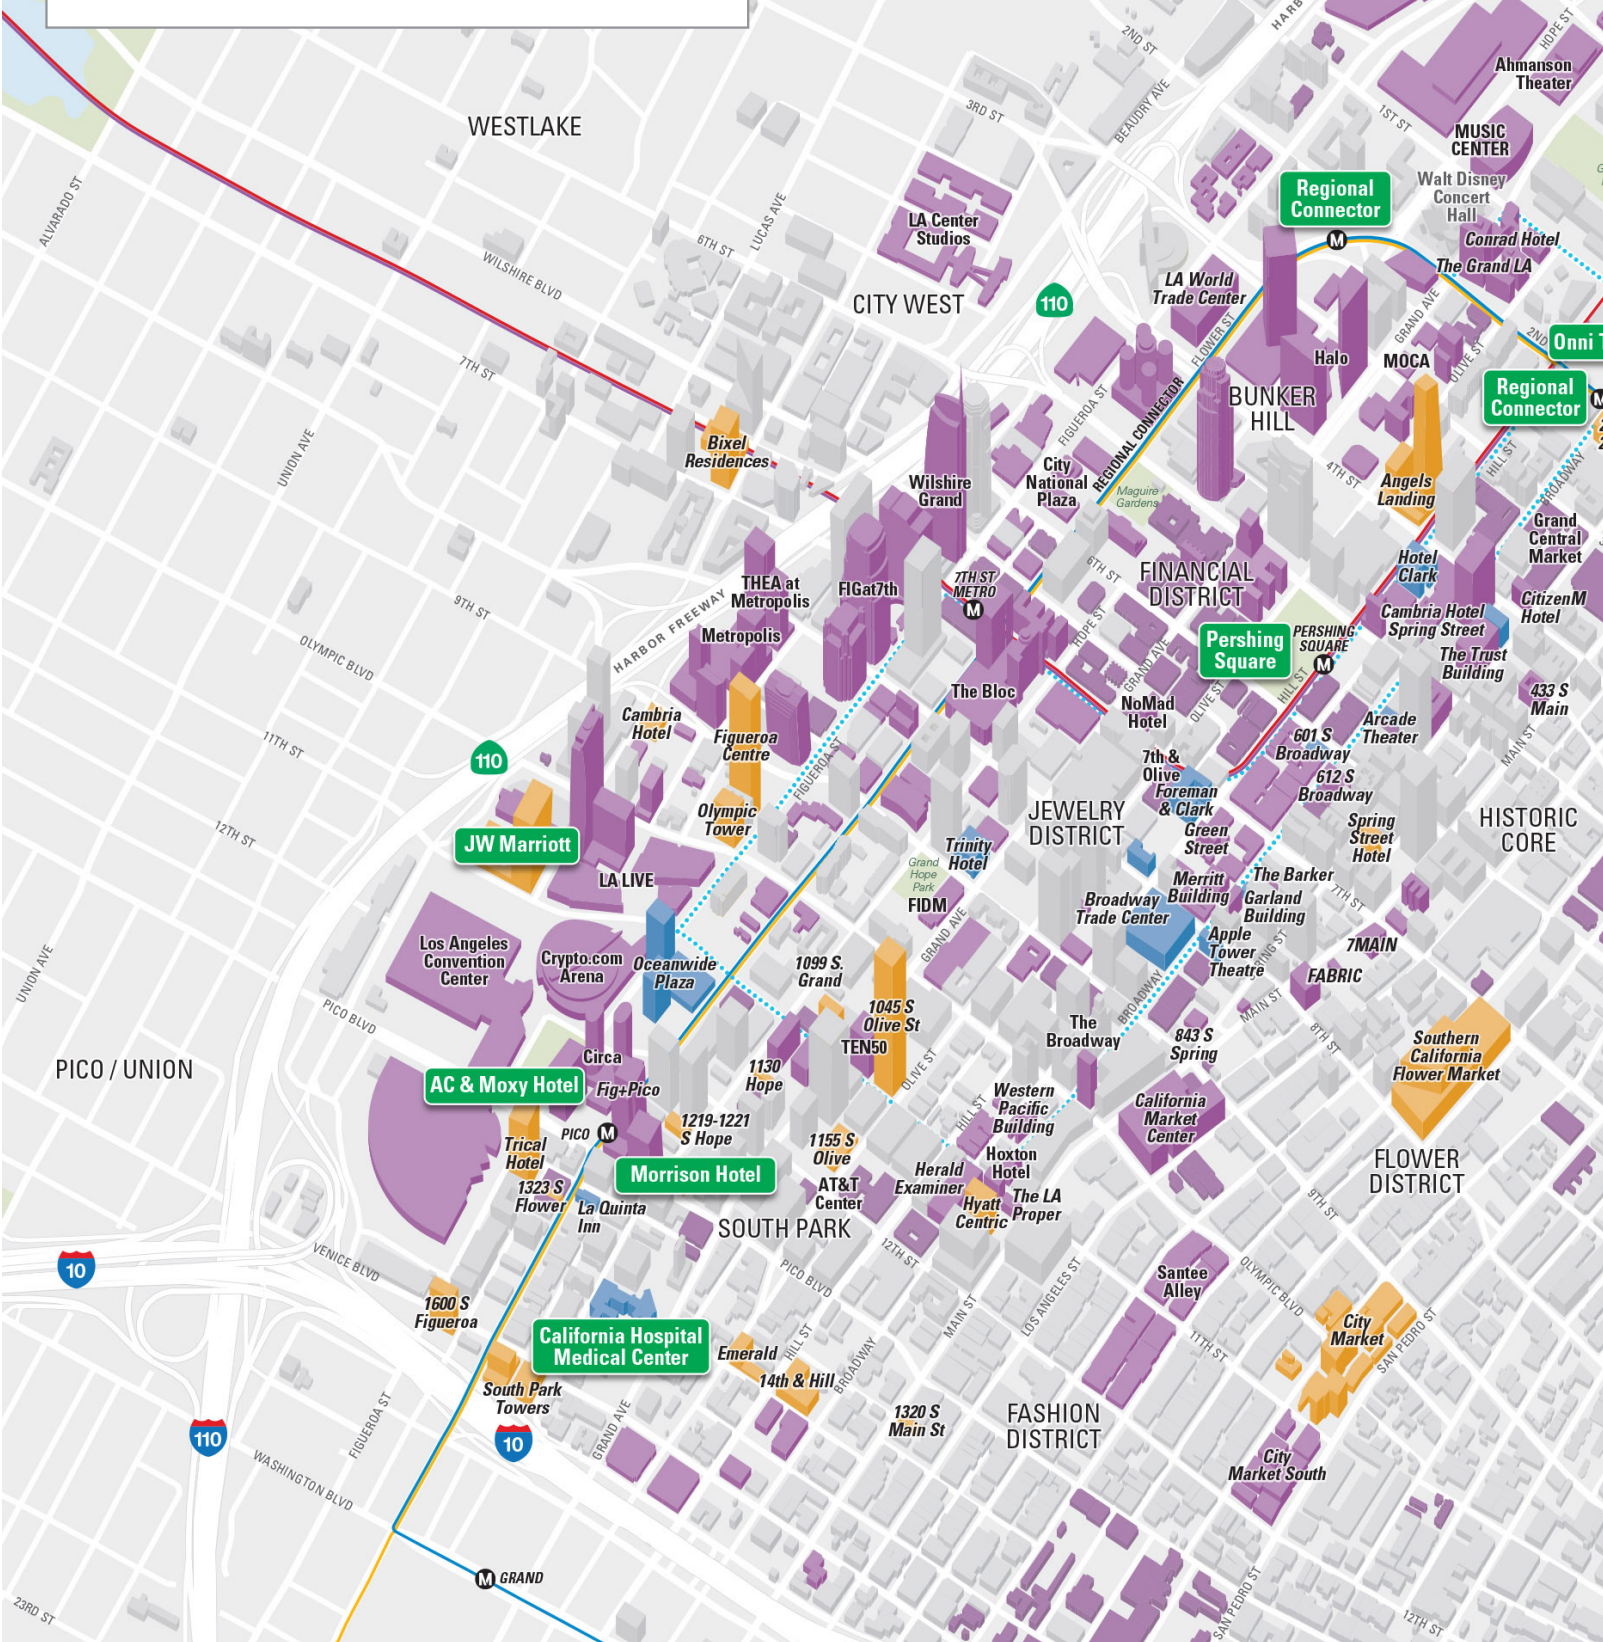 HARB
2ND ST
HOPE ST
Ahmanson
Theater
WESTLAKE
3RD ST
BEAUDRY AVE
1ST ST
MUSIC
CENTER
ALVARADO ST
LUCAS AVE
LA Center
Studios
Regional
Connector
M
Walt Disney
Concert
Hall
Conrad Hotel
The Grand LA
6TH ST
WILSHIRE BLVD
CITY WEST
110
LA World
Trade Center
FLOWER ST
GRAND AVE
OLIVE ST
2ND
Onni T
7TH ST
Halo
MOCA
Regional
Connector
M
BUNKER
HILL
FIGUEROA ST
REGIONAL CONNECTOR
UNION AVE
Bixel
Residences
Wilshire
Grand
City
National
Plaza
Maguire
Gardens
4TH ST
Angels
Landing
HILL ST
BROADWAY
Grand
Central
Market
9TH ST
OLYMPIC BLVD
HARBOR FREEWAY
THEA at
Metropolis
Metropolis
FIGat7th
7TH ST
METRO
M
6TH ST
HOPE ST
FINANCIAL
DISTRICT
Hotel
Clark
Cambria Hotel
Spring Street
CitizenM
Hotel
Pershing
Square
PERSHING
SQUARE
M
The Trust
Building
433 S
Main
The Bloc
GRAND AVE
OLIVE ST
HILL ST
NoMad
Hotel
11TH ST
110
Cambria
Hotel
Figueroa
Centre
FIGUEROA ST
601 S
Broadway
Arcade
Theater
MAIN ST
7th &
Olive
Foreman
& Clark
612 S
Broadway
12TH ST
JW Marriott
Olympic
Tower
JEWELRY
DISTRICT
Green
Street
Spring
Street
Hotel
HISTORIC
CORE
LA LIVE
Grand
Hope
Park
FIDM
Trinity
Hotel
Merritt
Building
The Barker
7TH ST
Garland
Building
Broadway
Trade Center
GRAND AVE
Apple
Tower
Theatre
RING ST
7MAIN
FABRIC
UNION AVE
Los Angeles
Convention
Center
Crypto.com
Arena
Oceanwide
Plaza
1099 S.
Grand
1045 S
Olive St
PICO BLVD
BROADWAY
MAIN ST
8TH ST
The
Broadway
843 S
Spring
Southern
California
Flower Market
PICO / UNION
AC & Moxy Hotel
Circa
Fig+Pico
1130
Hope
TEN50
OLIVE ST
HILL ST
Western
Pacific
Building
California
Market
Center
Trical
Hotel
PICO
M
1219-1221
S Hope
1155 S
Olive
Morrison Hotel
Hoxton
Hotel
FLOWER
DISTRICT
1323 S
Flower
La Quinta
Inn
AT&T
Center
Herald
Examiner
Hyatt
Centric
The LA
Proper
SOUTH PARK
12TH ST
9TH ST
10
VENICE BLVD
PICO BLVD
MAIN ST
LOS ANGELES ST
Santee
Alley
OLYMPIC BLVD
1600 S
Figueroa
California Hospital
Medical Center
Emerald
HILL ST
14th & Hill
BROADWAY
11TH ST
City
Market
SAN PEDRO ST
South Park
Towers
FIGUEROA ST
110
10
GRAND AVE
1320 S
Main St
FASHION
DISTRICT
WASHINGTON BLVD
City
Market South
M GRAND
23RD ST
SAN PEDRO ST
12TH ST